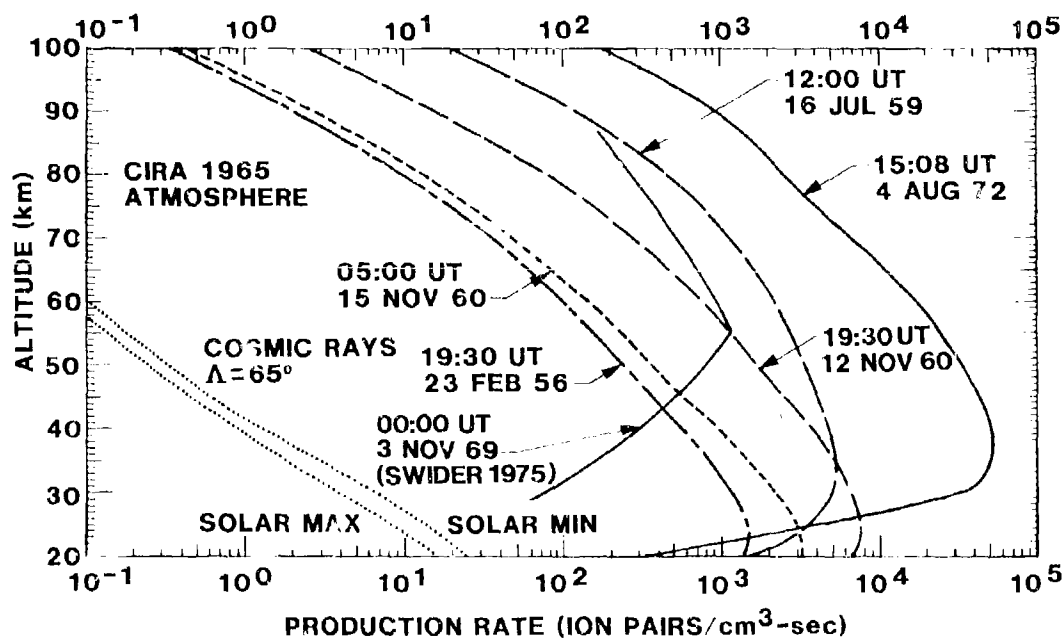 10⁻¹ 10⁰ 10¹ 10² 10³ 10⁴ 10⁵
100
90
80
70
60
50
40
30
20
ALTITUDE (km)
12:00 UT
16 JUL 59
15:08 UT
4 AUG 72
CIRA 1965
ATMOSPHERE
05:00 UT
15 NOV 60
COSMIC RAYS
Λ=65º
19:30 UT
23 FEB 56
19:30 UT
12 NOV 60
00:00 UT
3 NOV 69
(SWIDER 1975)
SOLAR MAX
SOLAR MIN
10⁻¹ 10⁰ 10¹ 10² 10³ 10⁴ 10⁵
PRODUCTION RATE (ION PAIRS/cm³-sec)